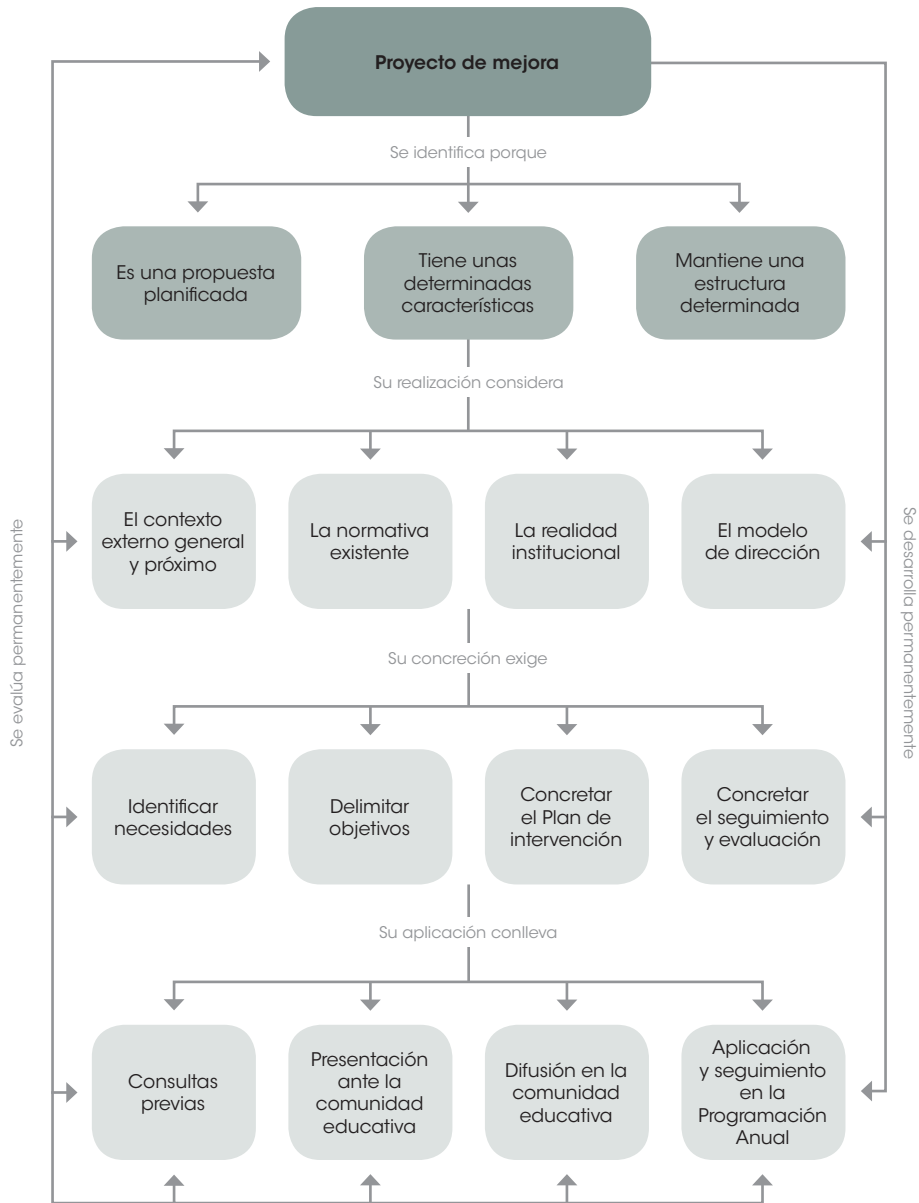 Proyecto de mejora
Se identifica porque
Es una propuesta
planificada
Tiene unas
determinadas
características
Mantiene una
estructura
determinada
Su realización considera
El contexto
externo general
y próximo
La normativa
existente
La realidad
institucional
El modelo
de dirección
Se evalúa permanentemente
Se desarrolla permanentemente
Su concreción exige
Identificar
necesidades
Delimitar
objetivos
Concretar
el Plan de
intervención
Concretar
el seguimiento
y evaluación
Su aplicación conlleva
Consultas
previas
Presentación
ante la
comunidad
educativa
Difusión en la
comunidad
educativa
Aplicación
y seguimiento
en la
Programación
Anual